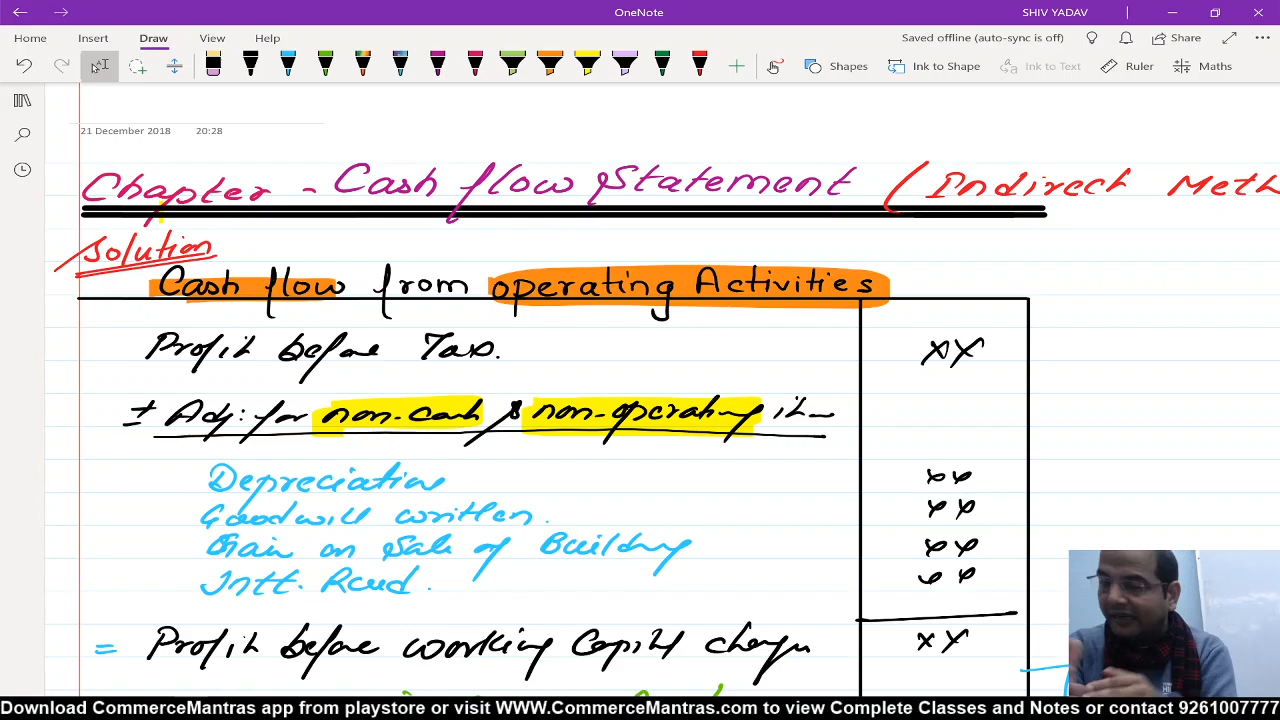 OneNote
SHIV YADAV
Home Insert Draw View Help
Saved offline (auto-sync is off)
Share
Shapes
Ink to Shape
Ink to Text
Ruler
Maths
21 December 2018 20:28
Chapter - Cash flow Statement (Indirect Meth
Solution
Cash flow from operating Activities
Profit before Tax. XX
± Adj: for non-cash & non-operating items
Depreciation XX
Goodwill written. XX
Gain on Sale of Building XX
Intt. Recd. XX
= Profit before working Capital changes XX
Download CommerceMantras app from playstore or visit WWW.CommerceMantras.com to view Complete Classes and Notes or contact 9261007777